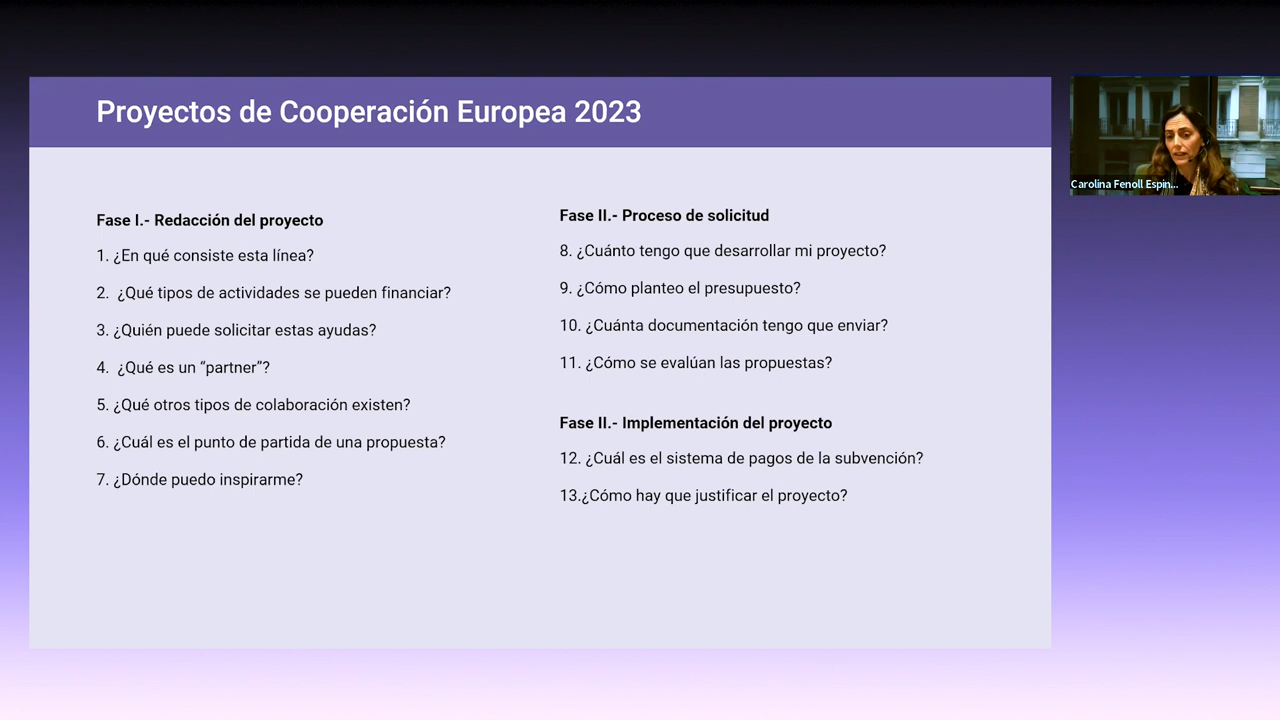 Proyectos de Cooperación Europea 2023
Fase I.- Redacción del proyecto
1. ¿En qué consiste esta línea?
2.  ¿Qué tipos de actividades se pueden financiar?
3. ¿Quién puede solicitar estas ayudas?
4.  ¿Qué es un “partner”?
5. ¿Qué otros tipos de colaboración existen?
6. ¿Cuál es el punto de partida de una propuesta?
7. ¿Dónde puedo inspirarme?
Fase II.- Proceso de solicitud
8. ¿Cuánto tengo que desarrollar mi proyecto?
9. ¿Cómo planteo el presupuesto?
10. ¿Cuánta documentación tengo que enviar?
11. ¿Cómo se evalúan las propuestas?
Fase II.- Implementación del proyecto
12. ¿Cuál es el sistema de pagos de la subvención?
13.¿Cómo hay que justificar el proyecto?
Carolina Fenoll Espin...